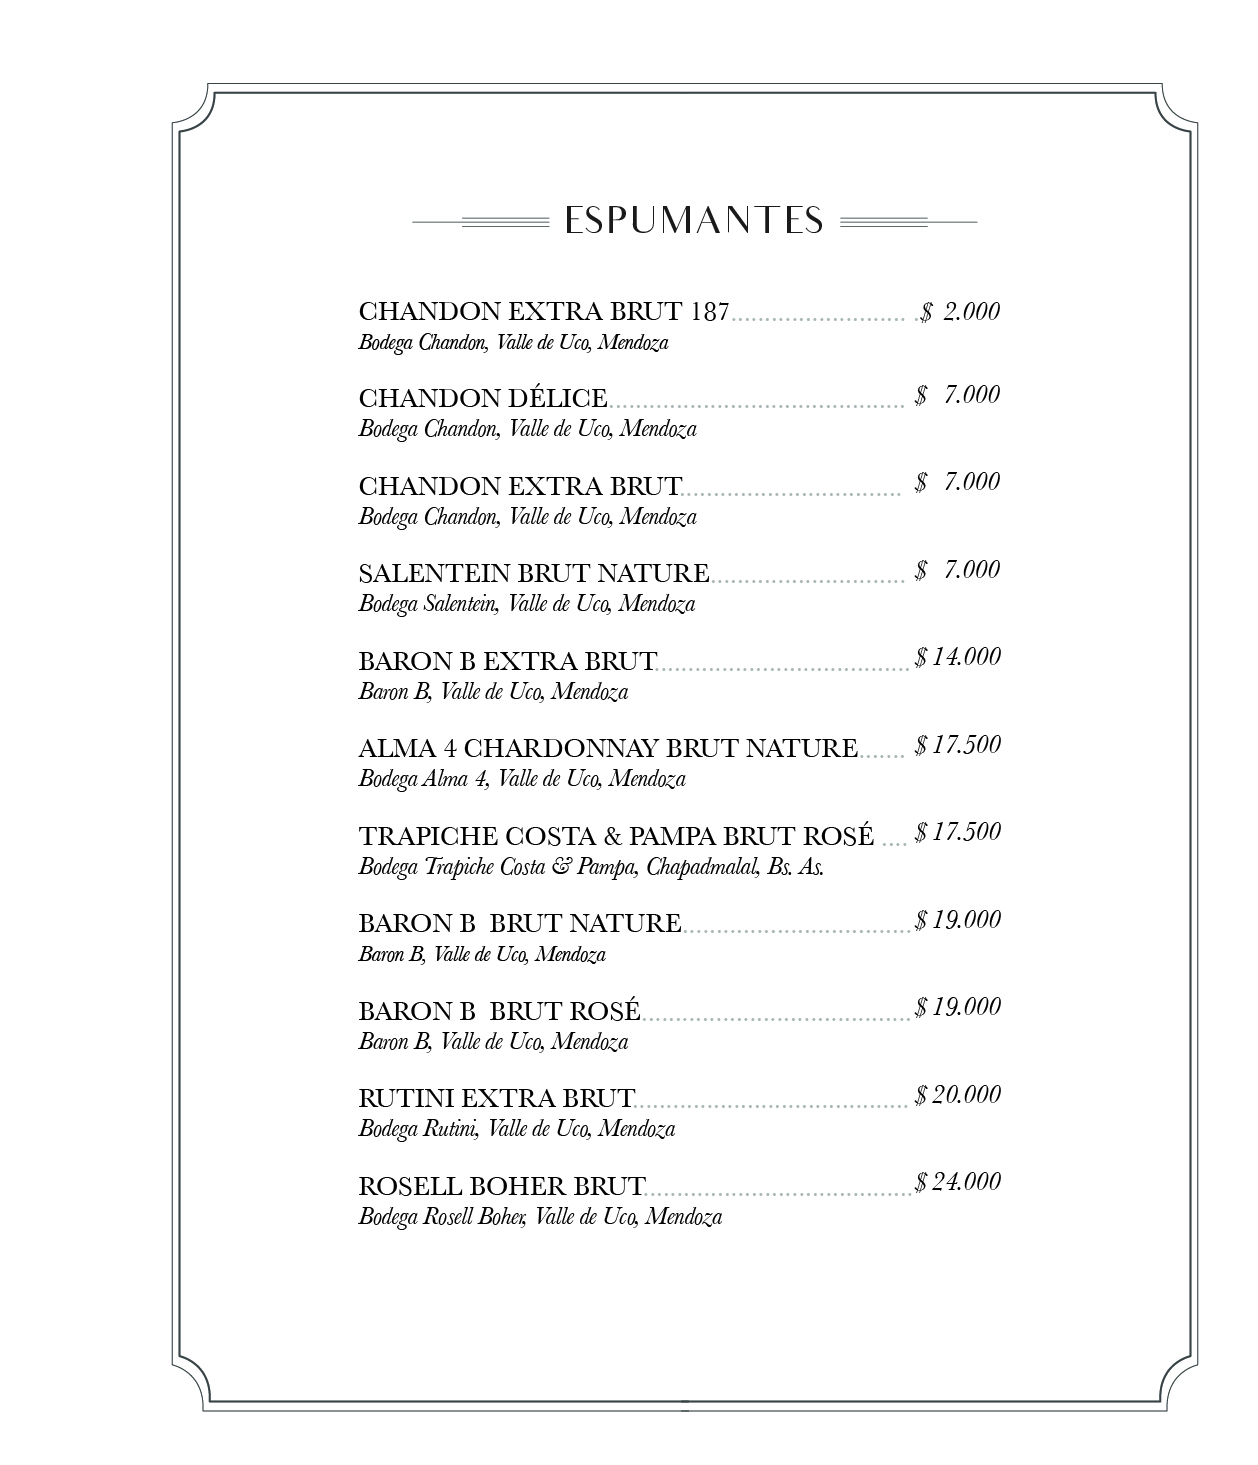 ESPUMANTES
CHANDON EXTRA BRUT 187.......................... .$ 2.000
Bodega Chandon, Valle de Uco, Mendoza
CHANDON DÉLICE............................................ $ 7.000
Bodega Chandon, Valle de Uco, Mendoza
CHANDON EXTRA BRUT................................. $ 7.000
Bodega Chandon, Valle de Uco, Mendoza
SALENTEIN BRUT NATURE............................. $ 7.000
Bodega Salentein, Valle de Uco, Mendoza
BARON B EXTRA BRUT......................................$ 14.000
Baron B, Valle de Uco, Mendoza
ALMA 4 CHARDONNAY BRUT NATURE....... $ 17.500
Bodega Alma 4, Valle de Uco, Mendoza
TRAPICHE COSTA & PAMPA BRUT ROSÉ .... $ 17.500
Bodega Trapiche Costa & Pampa, Chapadmalal, Bs. As.
BARON B  BRUT NATURE..................................$ 19.000
Baron B, Valle de Uco, Mendoza
BARON B  BRUT ROSÉ........................................$ 19.000
Baron B, Valle de Uco, Mendoza
RUTINI EXTRA BRUT......................................... $ 20.000
Bodega Rutini, Valle de Uco, Mendoza
ROSELL BOHER BRUT........................................$ 24.000
Bodega Rosell Boher, Valle de Uco, Mendoza